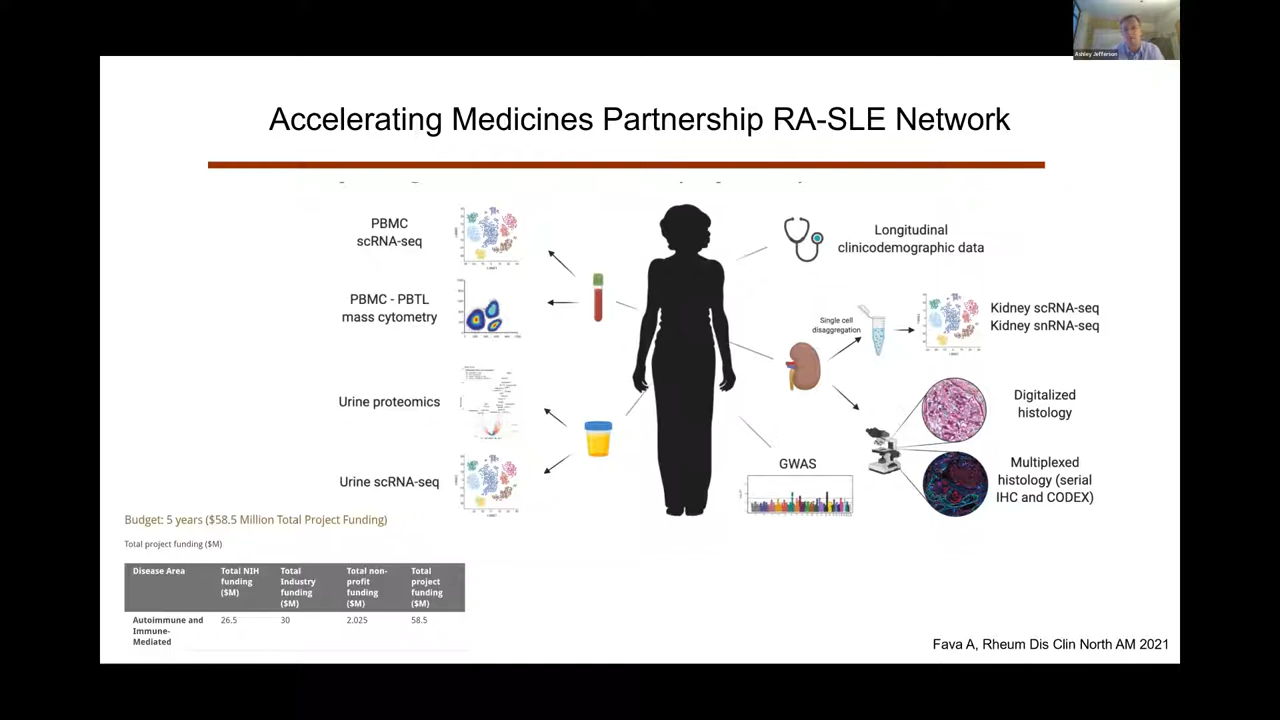 Ashley Jefferson
Accelerating Medicines Partnership RA-SLE Network
PBMC
scRNA-seq
PBMC - PBTL
mass cytometry
Urine proteomics
Urine scRNA-seq
Longitudinal
clinicodemographic data
Single cell
disaggregation
Kidney scRNA-seq
Kidney snRNA-seq
Digitalized
histology
Multiplexed
histology (serial
IHC and CODEX)
GWAS
Budget: 5 years ($58.5 Million Total Project Funding)
Total project funding ($M)
Disease Area
Total NIH
funding
($M)
Total
Industry
funding
($M)
Total non-
profit
funding
($M)
Total
project
funding
($M)
Autoimmune and
Immune-
Mediated
26.5
30
2.025
58.5
Fava A, Rheum Dis Clin North AM 2021